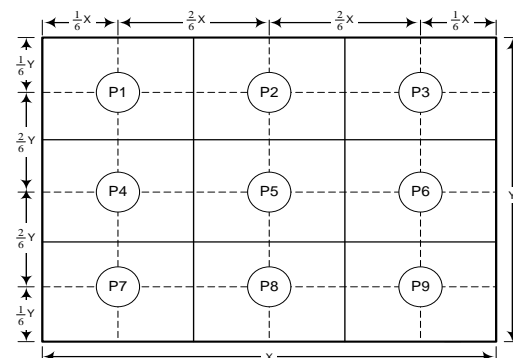 1/6 X 2/6 X 2/6 X 1/6 X
1/6 Y
P1 P2 P3
2/6 Y
P4 P5 P6
Y
2/6 Y
P7 P8 P9
1/6 Y
X